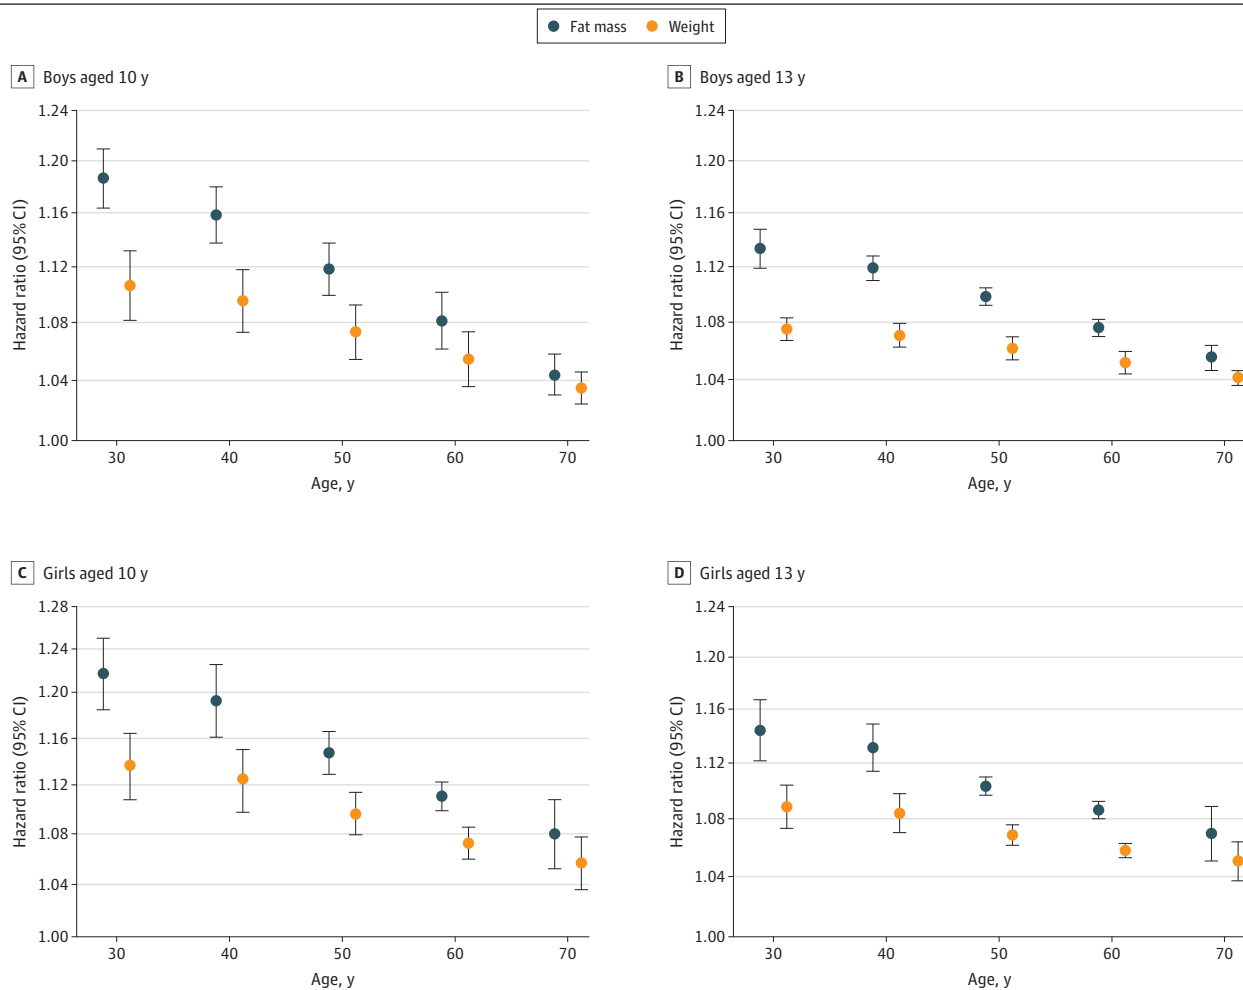 Fat mass Weight
A Boys aged 10 y
1.24
1.20
1.16
1.12
1.08
1.04
1.00
Hazard ratio (95% CI)
30 40 50 60 70
Age, y
B Boys aged 13 y
1.24
1.20
1.16
1.12
1.08
1.04
1.00
Hazard ratio (95% CI)
30 40 50 60 70
Age, y
C Girls aged 10 y
1.28
1.24
1.20
1.16
1.12
1.08
1.04
1.00
Hazard ratio (95% CI)
30 40 50 60 70
Age, y
D Girls aged 13 y
1.24
1.20
1.16
1.12
1.08
1.04
1.00
Hazard ratio (95% CI)
30 40 50 60 70
Age, y